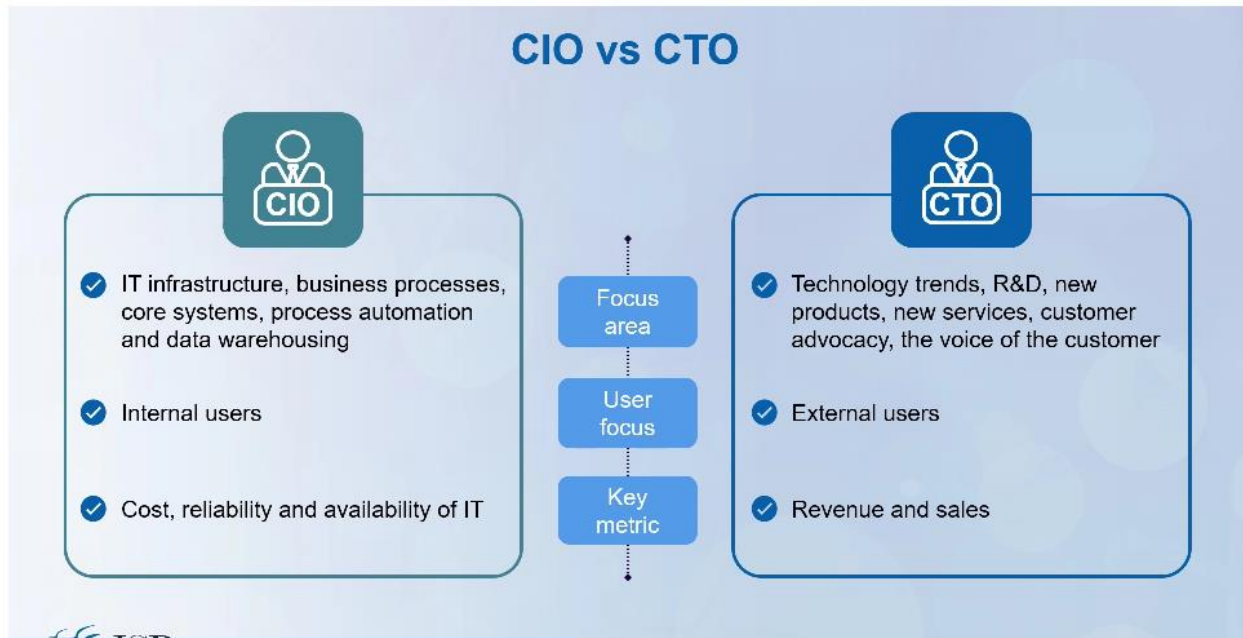 CIO vs CTO
CIO
IT infrastructure, business processes,
core systems, process automation
and data warehousing
Internal users
Cost, reliability and availability of IT
Focus
area
User
focus
Key
metric
CTO
Technology trends, R&D, new
products, new services, customer
advocacy, the voice of the customer
External users
Revenue and sales